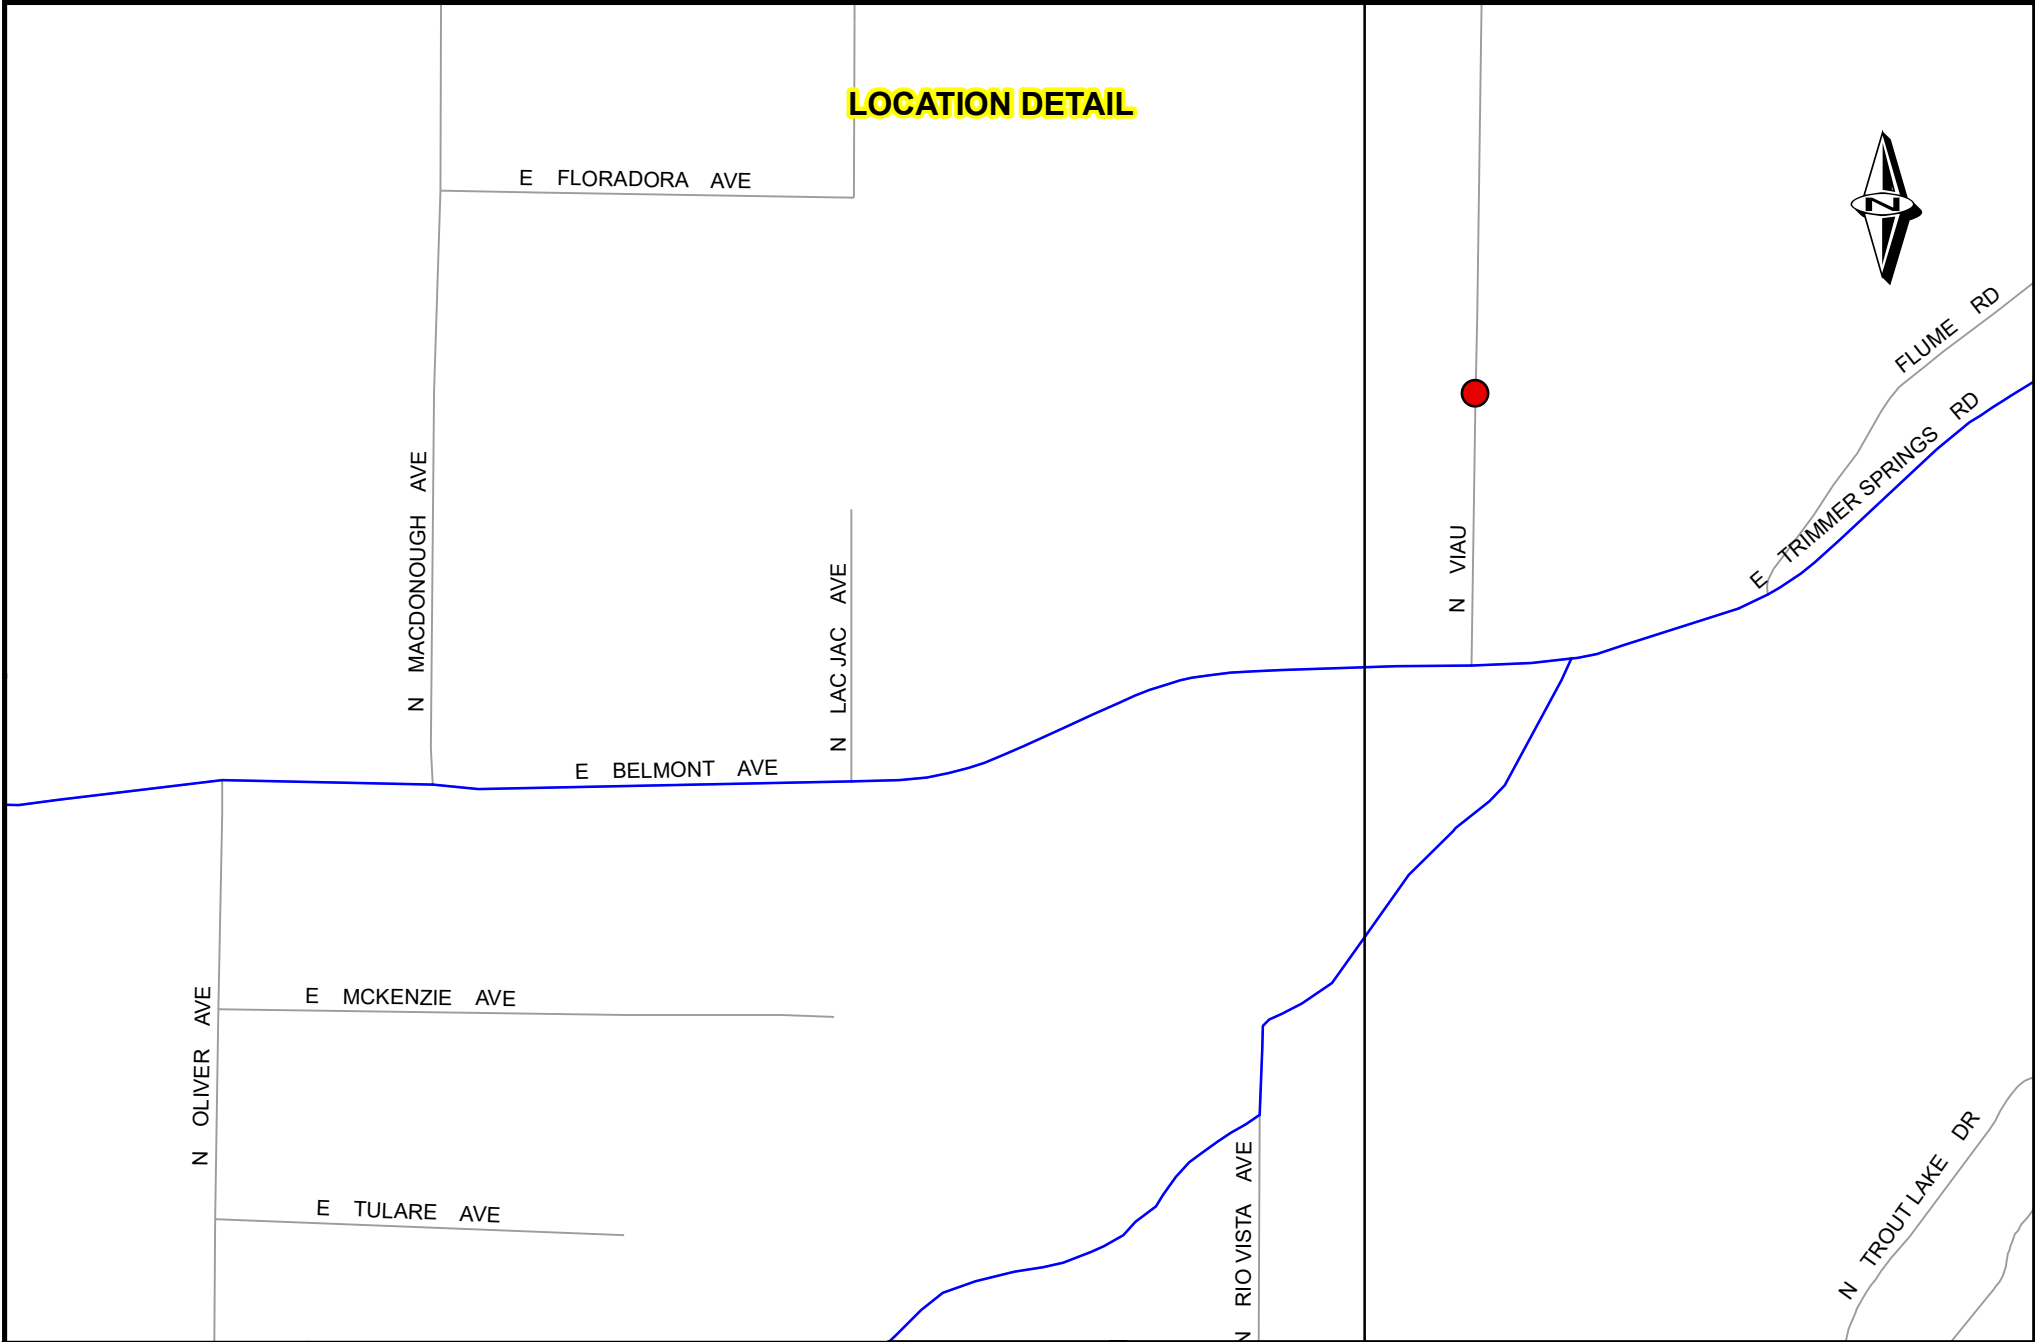 LOCATION DETAIL
E FLORADORA AVE
N
FLUME RD
E TRIMMER SPRINGS RD
N MACDONOUGH AVE
N LAC JAC AVE
N VIAU
E BELMONT AVE
N OLIVER AVE
E MCKENZIE AVE
E TULARE AVE
N RIO VISTA AVE
N TROUT LAKE DR